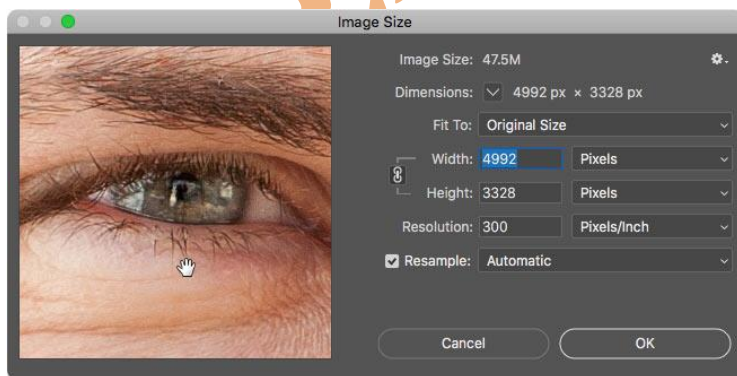 Image Size
Image Size: 47.5M
Dimensions: 4992 px × 3328 px
Fit To: Original Size
Width: 4992 Pixels
Height: 3328 Pixels
Resolution: 300 Pixels/Inch
Resample: Automatic
Cancel OK